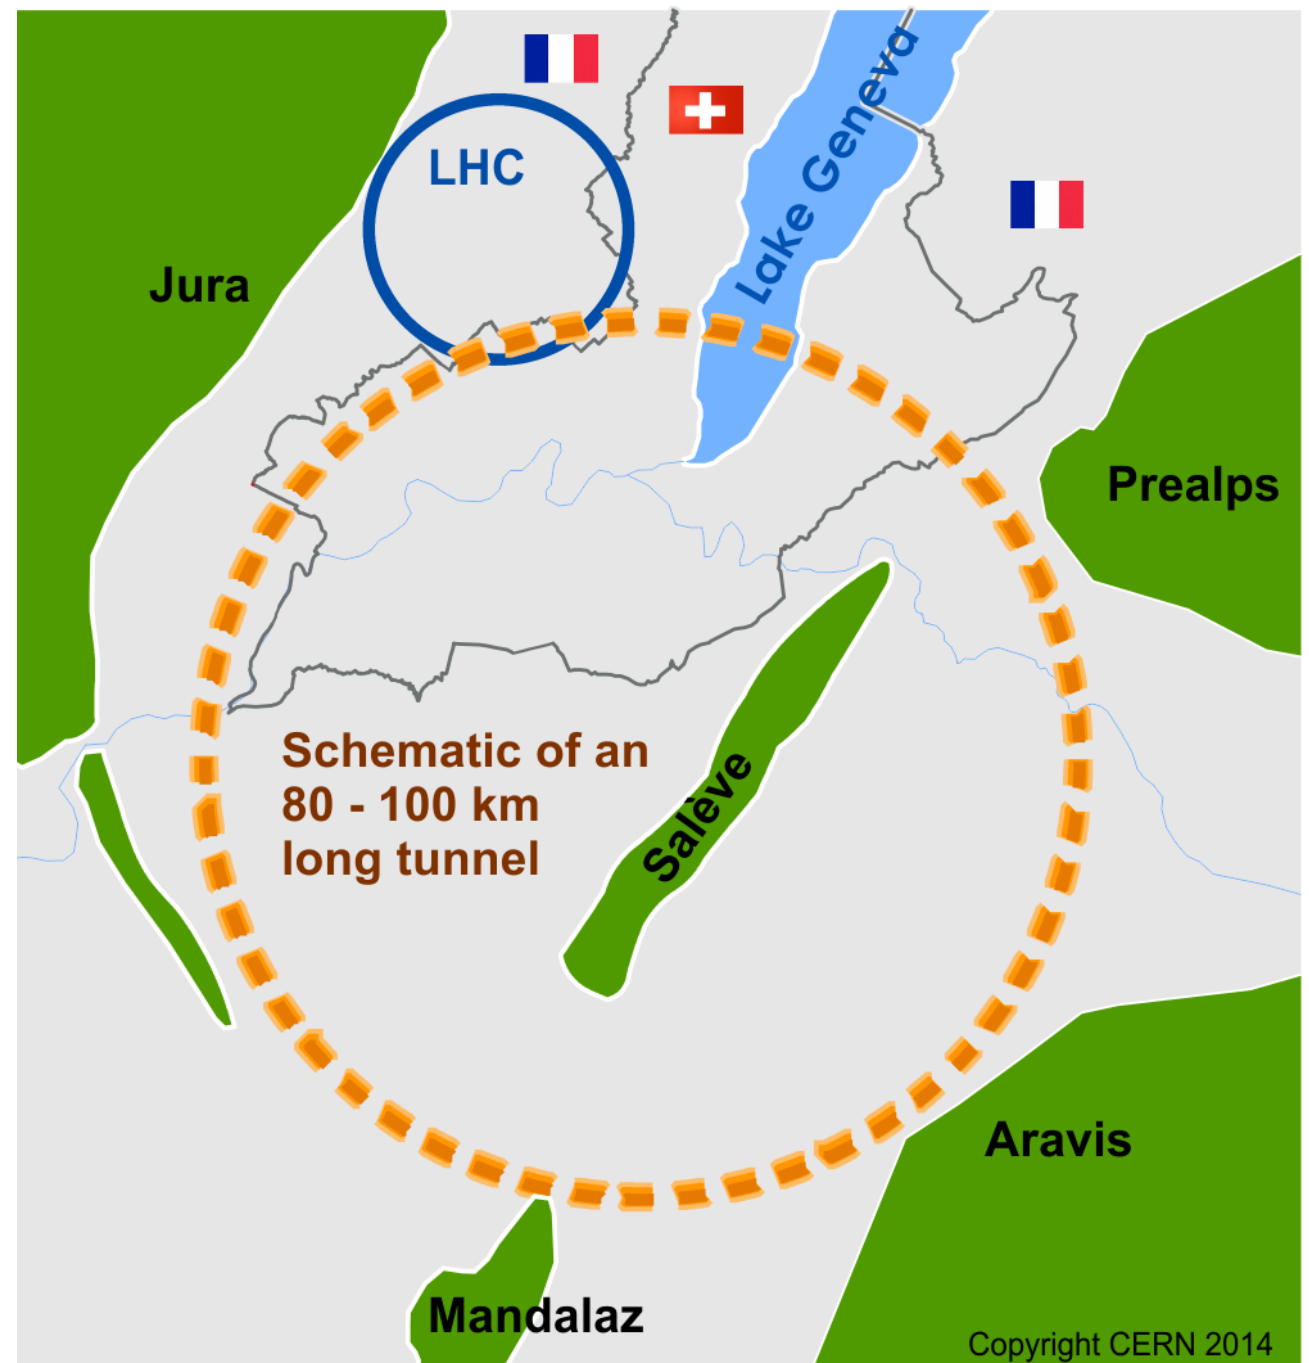 LHC
Lake Geneva
Jura
Prealps
Schematic of an
80 - 100 km
long tunnel
Salève
Aravis
Mandalaz
Copyright CERN 2014